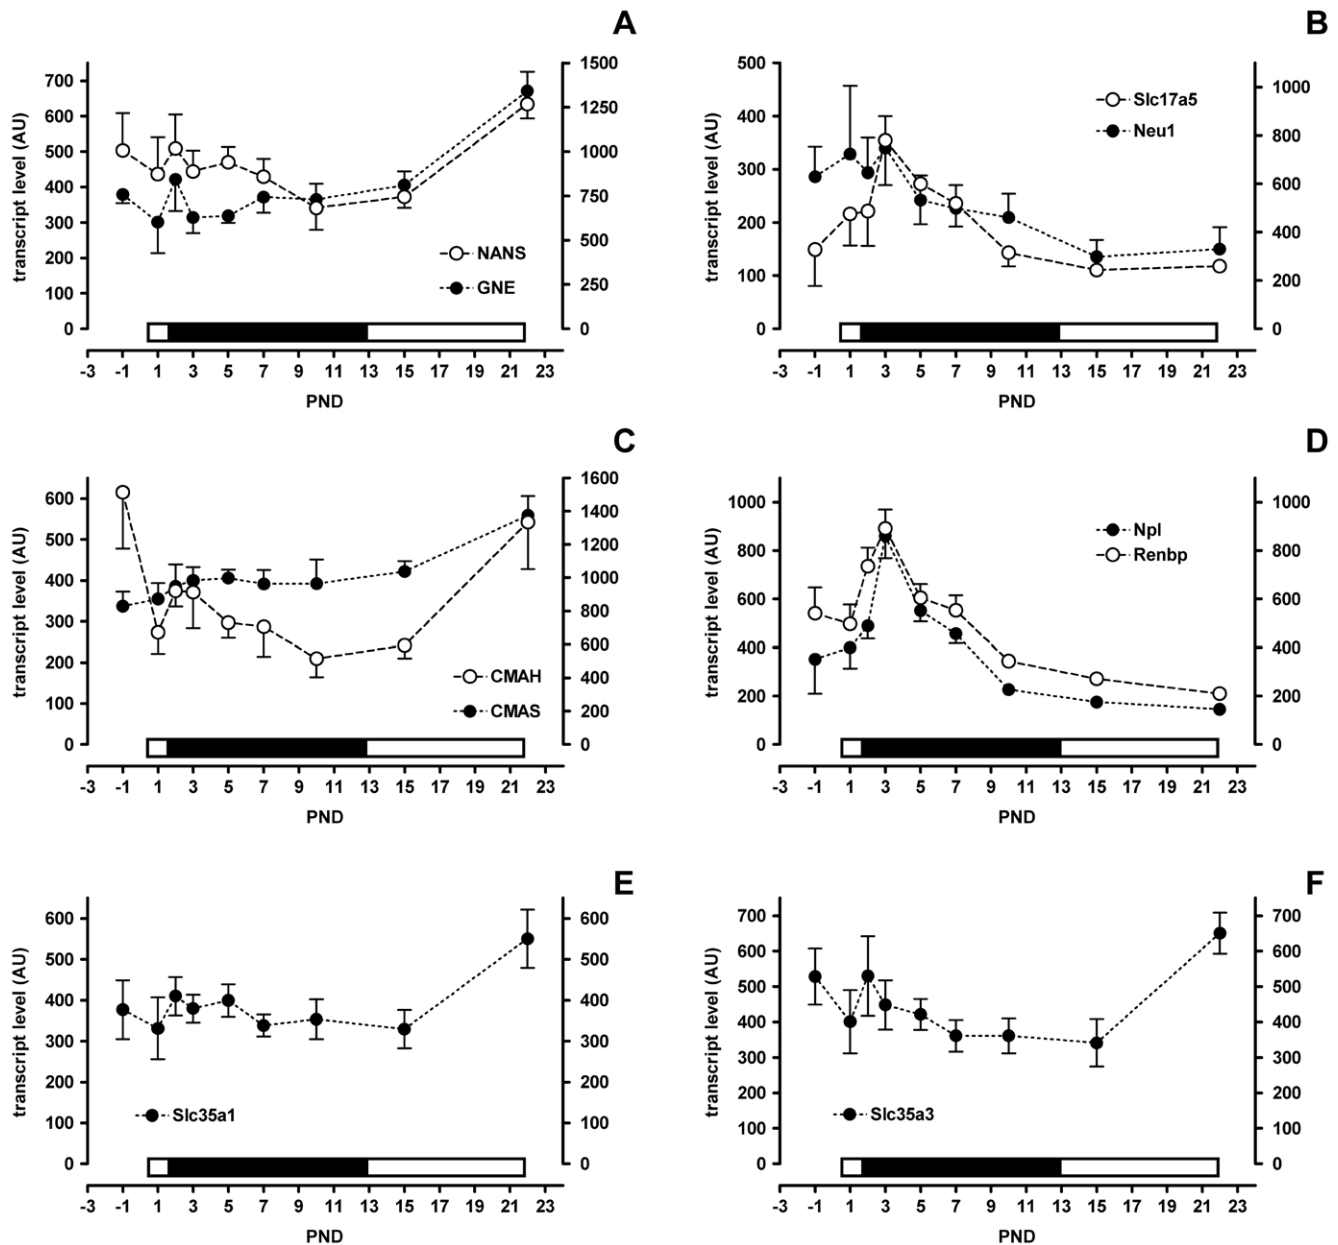 A
transcript level (AU)
700
600
500
400
300
200
100
0
1500
1250
1000
750
500
250
0
NANS
GNE
-3 -1 1 3 5 7 9 11 13 15 17 19 21 23
PND
B
transcript level (AU)
500
400
300
200
100
0
1000
800
600
400
200
0
Slc17a5
Neu1
-3 -1 1 3 5 7 9 11 13 15 17 19 21 23
PND
C
transcript level (AU)
600
500
400
300
200
100
0
1600
1400
1200
1000
800
600
400
200
0
CMAH
CMAS
-3 -1 1 3 5 7 9 11 13 15 17 19 21 23
PND
D
transcript level (AU)
1000
800
600
400
200
0
1000
800
600
400
200
0
Npl
Renbp
-3 -1 1 3 5 7 9 11 13 15 17 19 21 23
PND
E
transcript level (AU)
600
500
400
300
200
100
0
600
500
400
300
200
100
0
Slc35a1
-3 -1 1 3 5 7 9 11 13 15 17 19 21 23
PND
F
transcript level (AU)
700
600
500
400
300
200
100
0
700
600
500
400
300
200
100
0
Slc35a3
-3 -1 1 3 5 7 9 11 13 15 17 19 21 23
PND